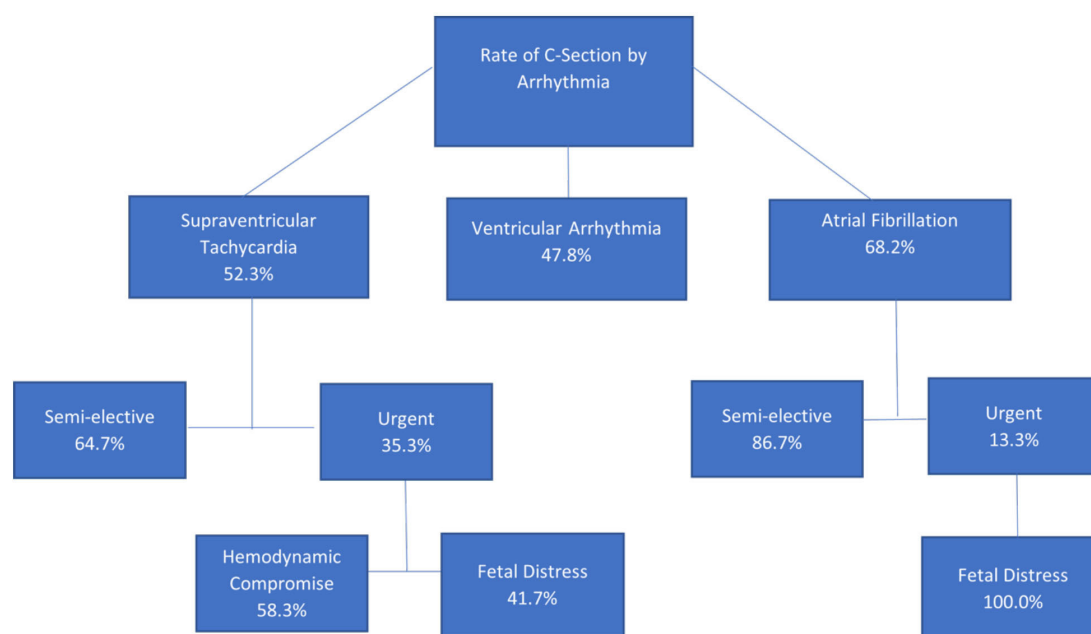 Rate of C-Section by
Arrhythmia
Supraventricular
Tachycardia
52.3%
Ventricular Arrhythmia
47.8%
Atrial Fibrillation
68.2%
Semi-elective
64.7%
Urgent
35.3%
Semi-elective
86.7%
Urgent
13.3%
Hemodynamic
Compromise
58.3%
Fetal Distress
41.7%
Fetal Distress
100.0%